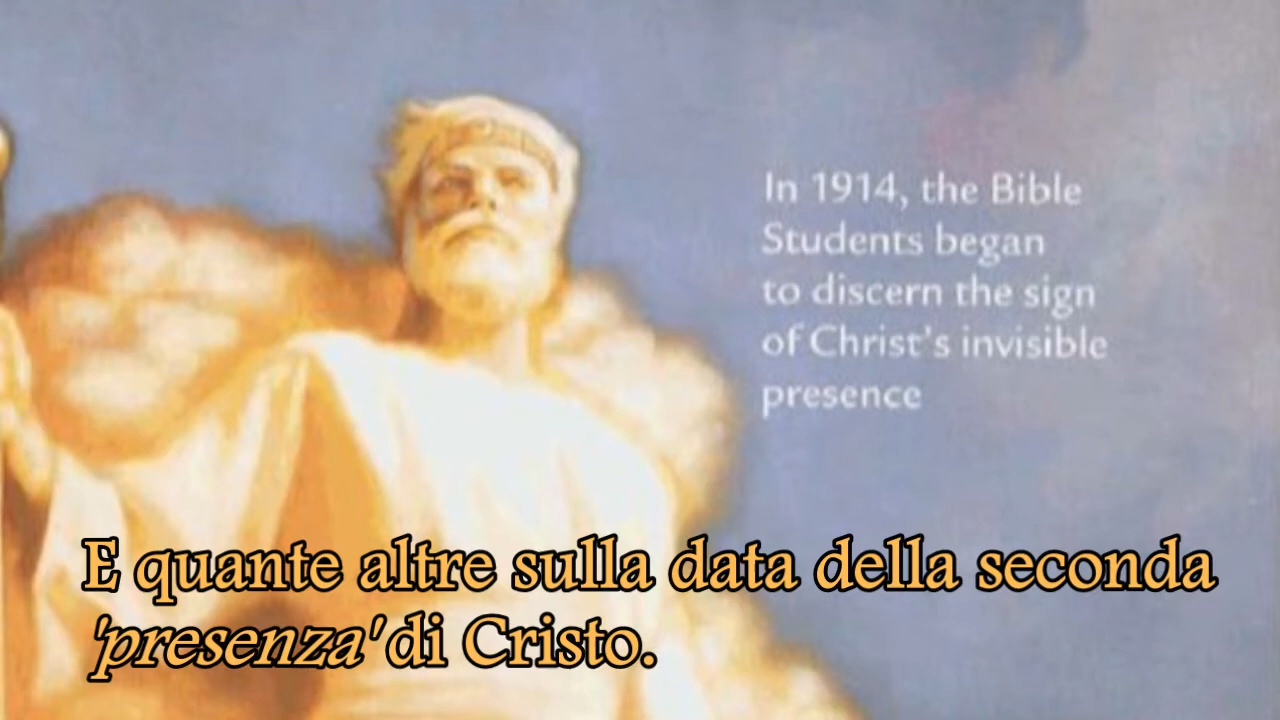 In 1914, the Bible
Students began
to discern the sign
of Christ's invisible
presence
E quante altre sulla data della seconda
'presenza' di Cristo.